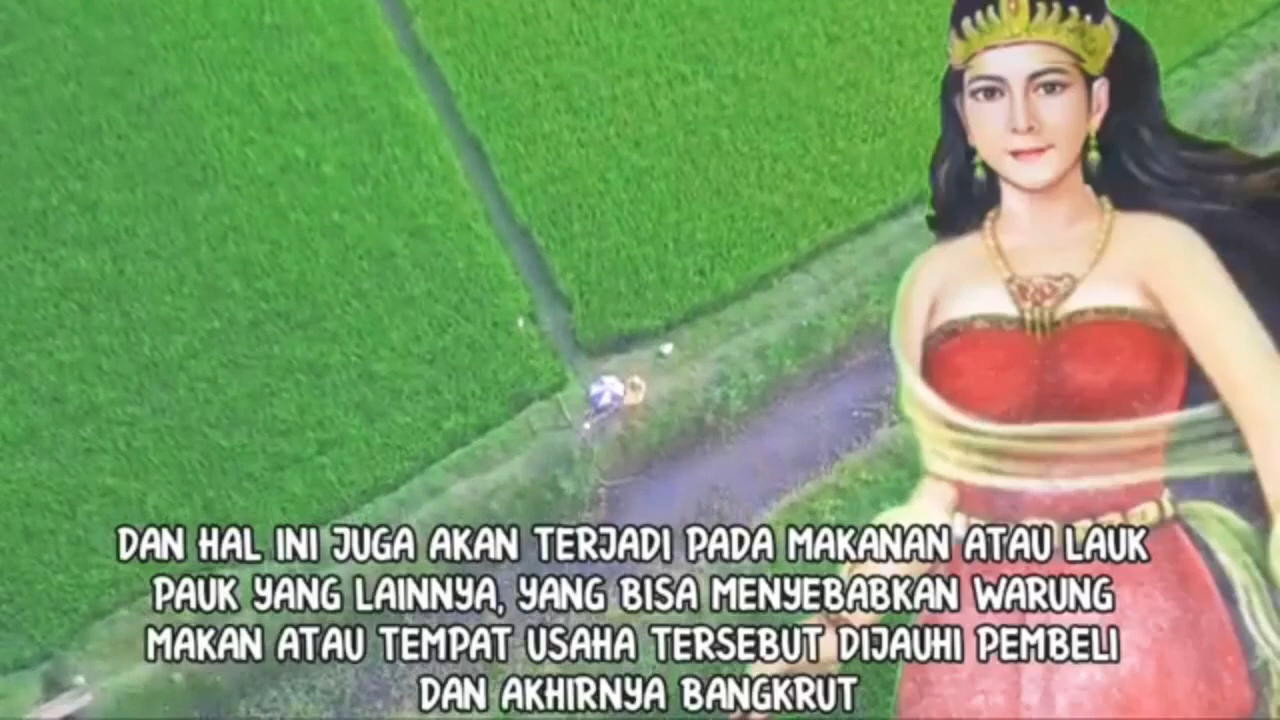 DAN HAL INI JUGA AKAN TERJADI PADA MAKANAN ATAU LAUK
PAUK YANG LAINNYA, YANG BISA MENYEBABKAN WARUNG
MAKAN ATAU TEMPAT USAHA TERSEBUT DIJAUHI PEMBELI
DAN AKHIRNYA BANGKRUT